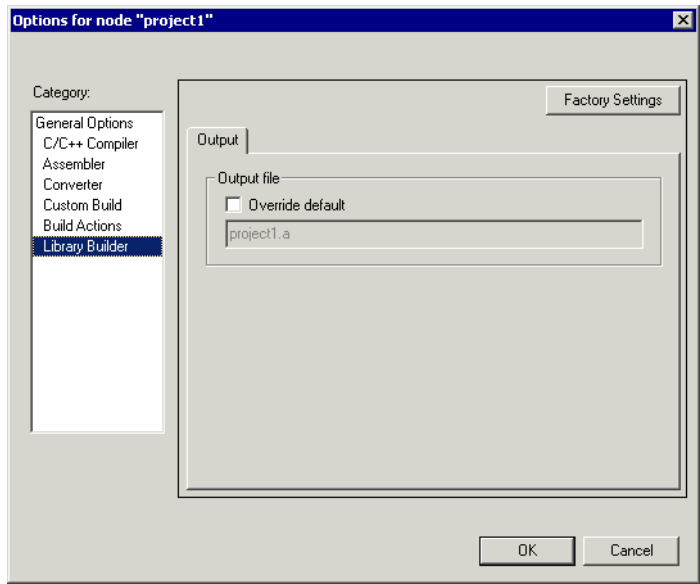 Options for node "project1"
Category:
Factory Settings
General Options
C/C++ Compiler
Assembler
Converter
Custom Build
Build Actions
Library Builder
Output
Output file
Override default
project1.a
OK
Cancel